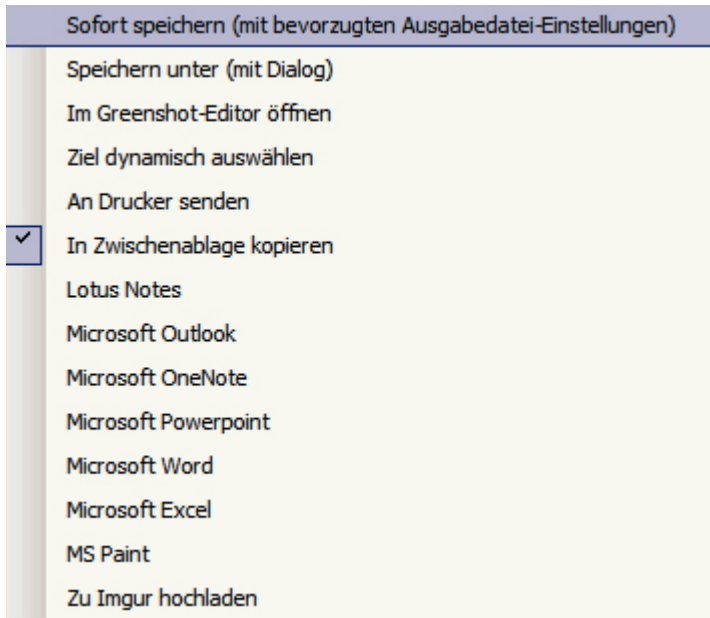 Sofort speichern (mit bevorzugten Ausgabedatei-Einstellungen)
Speichern unter (mit Dialog)
Im Greenshot-Editor öffnen
Ziel dynamisch auswählen
An Drucker senden
In Zwischenablage kopieren
Lotus Notes
Microsoft Outlook
Microsoft OneNote
Microsoft Powerpoint
Microsoft Word
Microsoft Excel
MS Paint
Zu Imgur hochladen